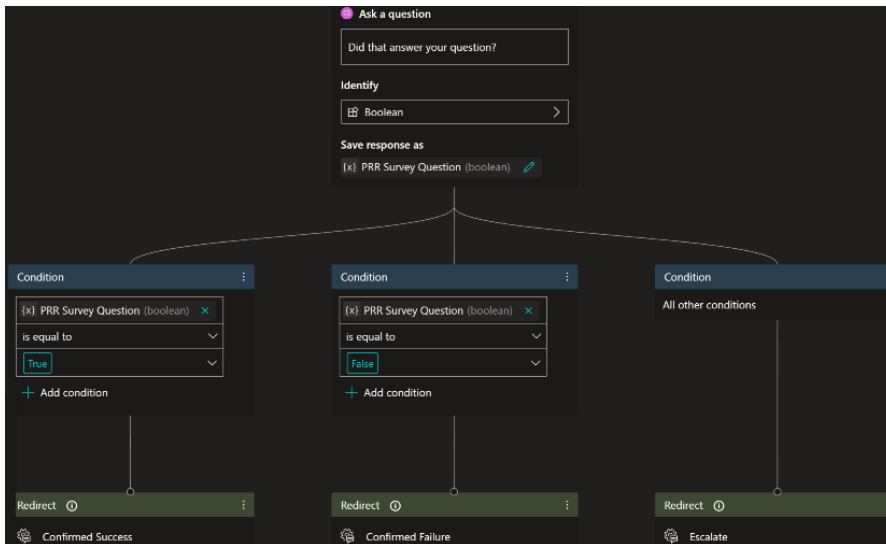 Ask a question
Did that answer your question?
Identify
Boolean
Save response as
{x} PRR Survey Question (boolean)
Condition
{x} PRR Survey Question (boolean)
is equal to
True
Add condition
Redirect
Confirmed Success
Condition
{x} PRR Survey Question (boolean)
is equal to
False
Add condition
Redirect
Confirmed Failure
Condition
All other conditions
Redirect
Escalate